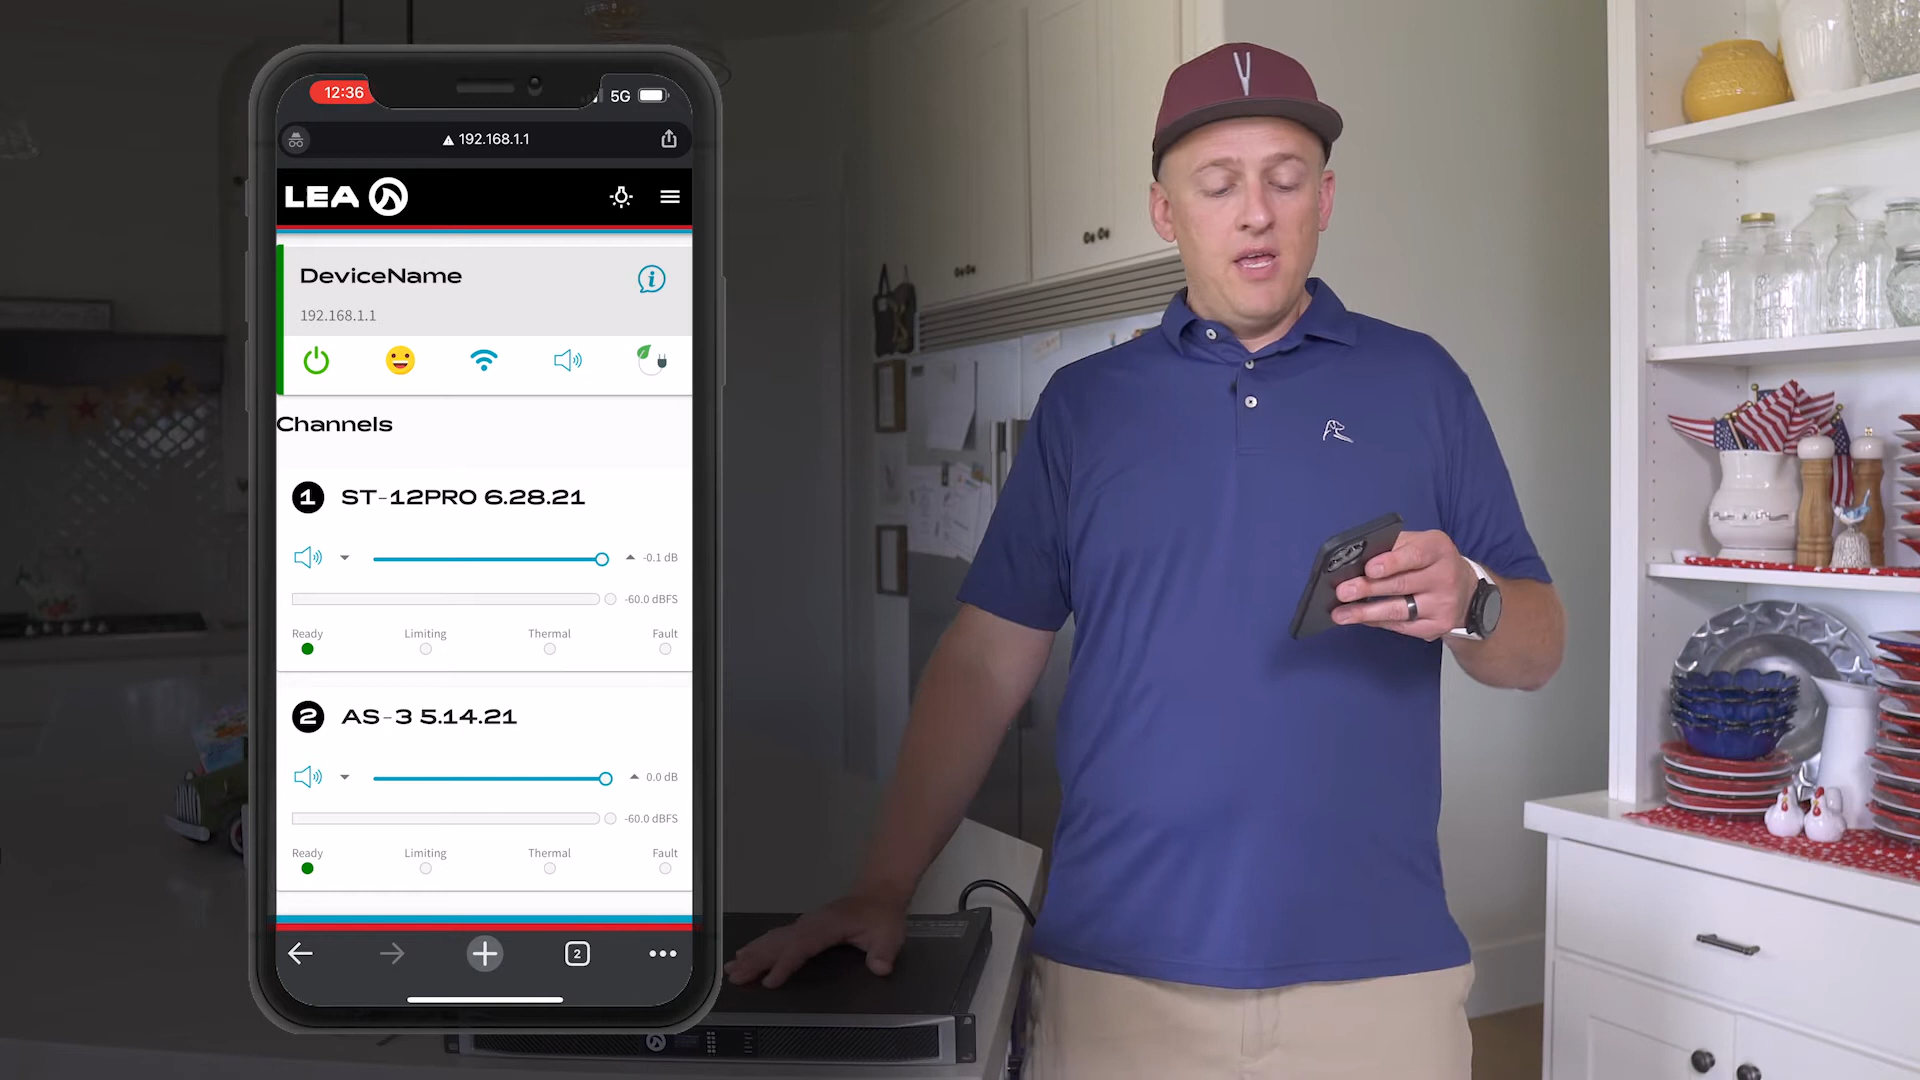 12:36
5G
192.168.1.1
LEA
DeviceName
192.168.1.1
Channels
1 ST-12PRO 6.28.21
-0.1 dB
-60.0 dBFS
Ready Limiting Thermal Fault
2 AS-3 5.14.21
0.0 dB
-60.0 dBFS
Ready Limiting Thermal Fault
2